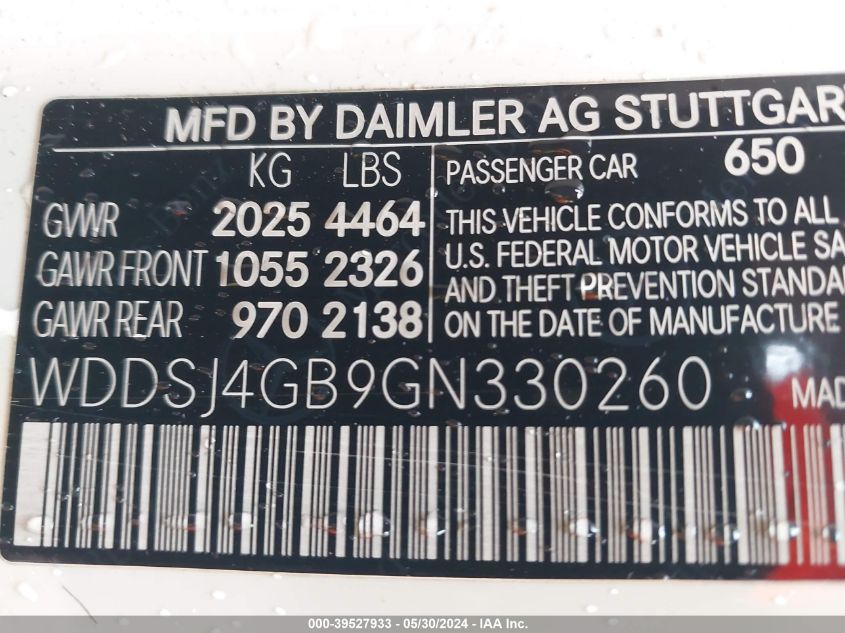 MFD BY DAIMLER AG STUTTGAR
KG LBS
GVWR 2025 4464
GAWR FRONT 1055 2326
GAWR REAR 970 2138
PASSENGER CAR 650
THIS VEHICLE CONFORMS TO ALL
U.S. FEDERAL MOTOR VEHICLE SA
AND THEFT PREVENTION STANDA
ON THE DATE OF MANUFACTURE
WDDSJ4GB9GN330260 MAD
000-39527933 - 05/30/2024 - IAA Inc.